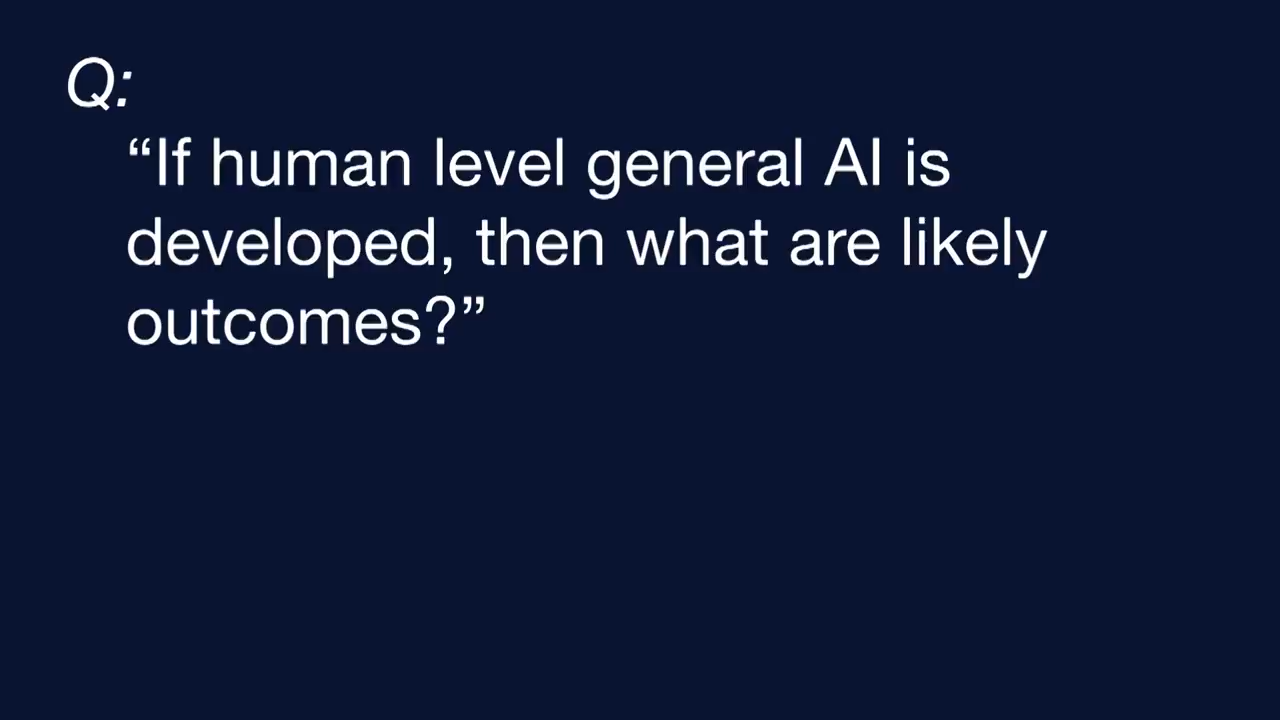 Q:
“If human level general AI is
developed, then what are likely
outcomes?”